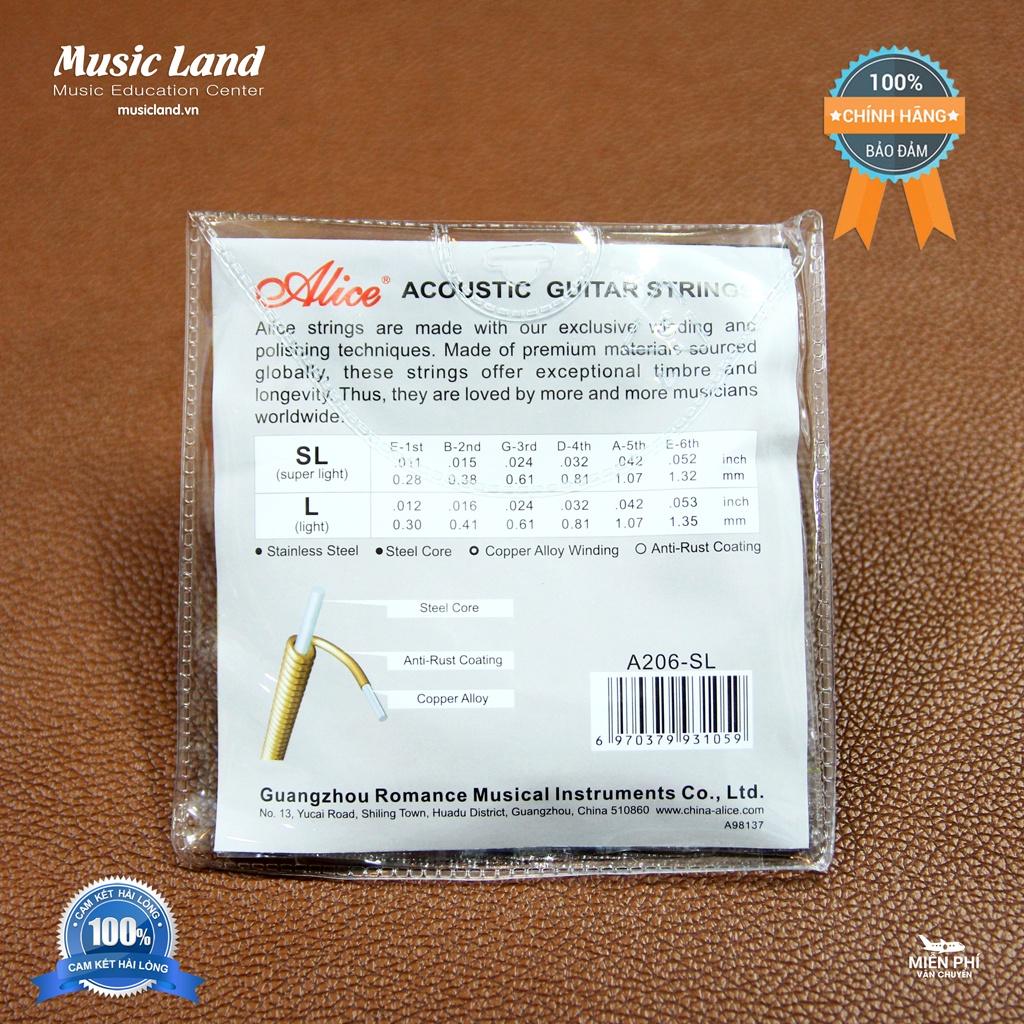 Music Land
Music Education Center
musicland.vn
100%
CHÍNH HÃNG
BẢO ĐẢM
Alice® ACOUSTIC GUITAR STRINGS
Alice strings are made with our exclusive winding and
polishing techniques. Made of premium materials sourced
globally, these strings offer exceptional timbre and
longevity. Thus, they are loved by more and more musicians
worldwide.
E-1st B-2nd G-3rd D-4th A-5th E-6th
SL .011 .015 .024 .032 .042 .052 inch
(super light) 0.28 0.38 0.61 0.81 1.07 1.32 mm
L .012 .016 .024 .032 .042 .053 inch
(light) 0.30 0.41 0.61 0.81 1.07 1.35 mm
● Stainless Steel ● Steel Core ○ Copper Alloy Winding ○ Anti-Rust Coating
Steel Core
Anti-Rust Coating
Copper Alloy
A206-SL
6 970379 931059
Guangzhou Romance Musical Instruments Co., Ltd.
No. 13, Yucai Road, Shiling Town, Huadu District, Guangzhou, China 510860 www.china-alice.com
A98137
CAM KẾT HÀI LÒNG
100%
CAM KẾT HÀI LÒNG
MIỄN PHÍ
VẬN CHUYỂN